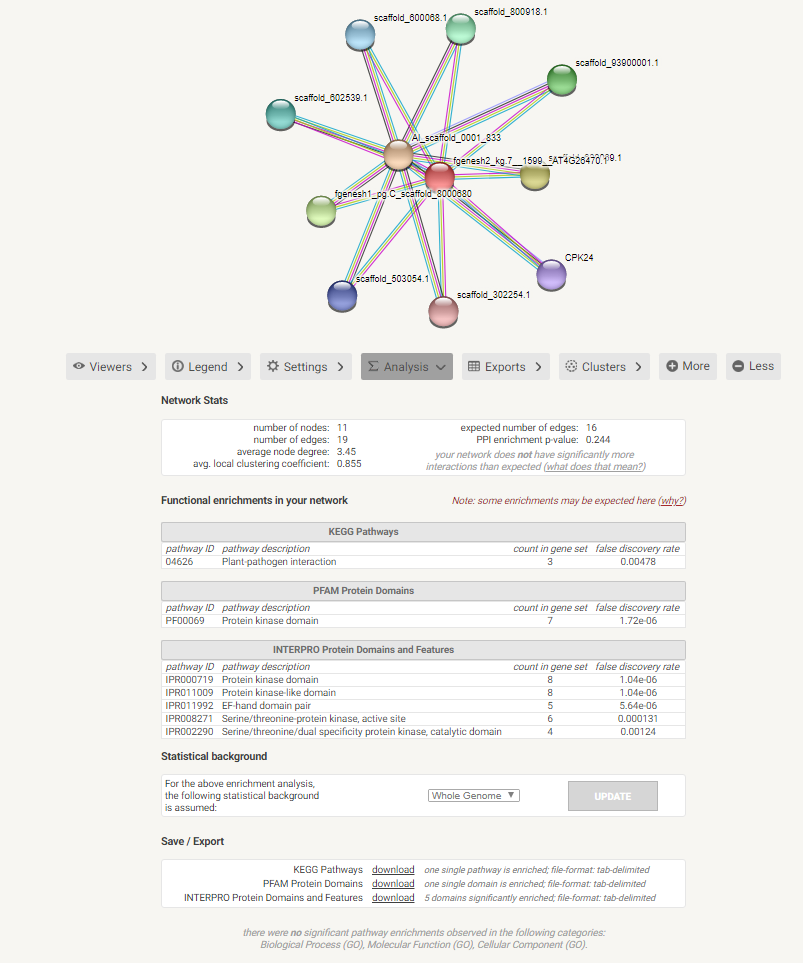 scaffold_600068.1
scaffold_800918.1
scaffold_93900001.1
scaffold_602539.1
Al_scaffold_0001_833
fgenesh2_kg.7__1599__AT4G26470.1
fgenesh1_pg.C_scaffold_8000680
CPK24
scaffold_503054.1
scaffold_302254.1
Viewers
Legend
Settings
Analysis
Exports
Clusters
More
Less
Network Stats
number of nodes: 11
number of edges: 19
average node degree: 3.45
avg. local clustering coefficient: 0.855
expected number of edges: 16
PPI enrichment p-value: 0.244
your network does not have significantly more
interactions than expected (what does that mean?)
Functional enrichments in your network
Note: some enrichments may be expected here (why?)
KEGG Pathways
pathway ID pathway description count in gene set false discovery rate
04626 Plant-pathogen interaction 3 0.00478
PFAM Protein Domains
pathway ID pathway description count in gene set false discovery rate
PF00069 Protein kinase domain 7 1.72e-06
INTERPRO Protein Domains and Features
pathway ID pathway description count in gene set false discovery rate
IPR000719 Protein kinase domain 8 1.04e-06
IPR011009 Protein kinase-like domain 8 1.04e-06
IPR011992 EF-hand domain pair 5 5.64e-06
IPR008271 Serine/threonine-protein kinase, active site 6 0.000131
IPR002290 Serine/threonine/dual specificity protein kinase, catalytic domain 4 0.00124
Statistical background
For the above enrichment analysis,
the following statistical background
is assumed:
Whole Genome
UPDATE
Save / Export
KEGG Pathways download one single pathway is enriched; file-format: tab-delimited
PFAM Protein Domains download one single domain is enriched; file-format: tab-delimited
INTERPRO Protein Domains and Features download 5 domains significantly enriched; file-format: tab-delimited
there were no significant pathway enrichments observed in the following categories:
Biological Process (GO), Molecular Function (GO), Cellular Component (GO).